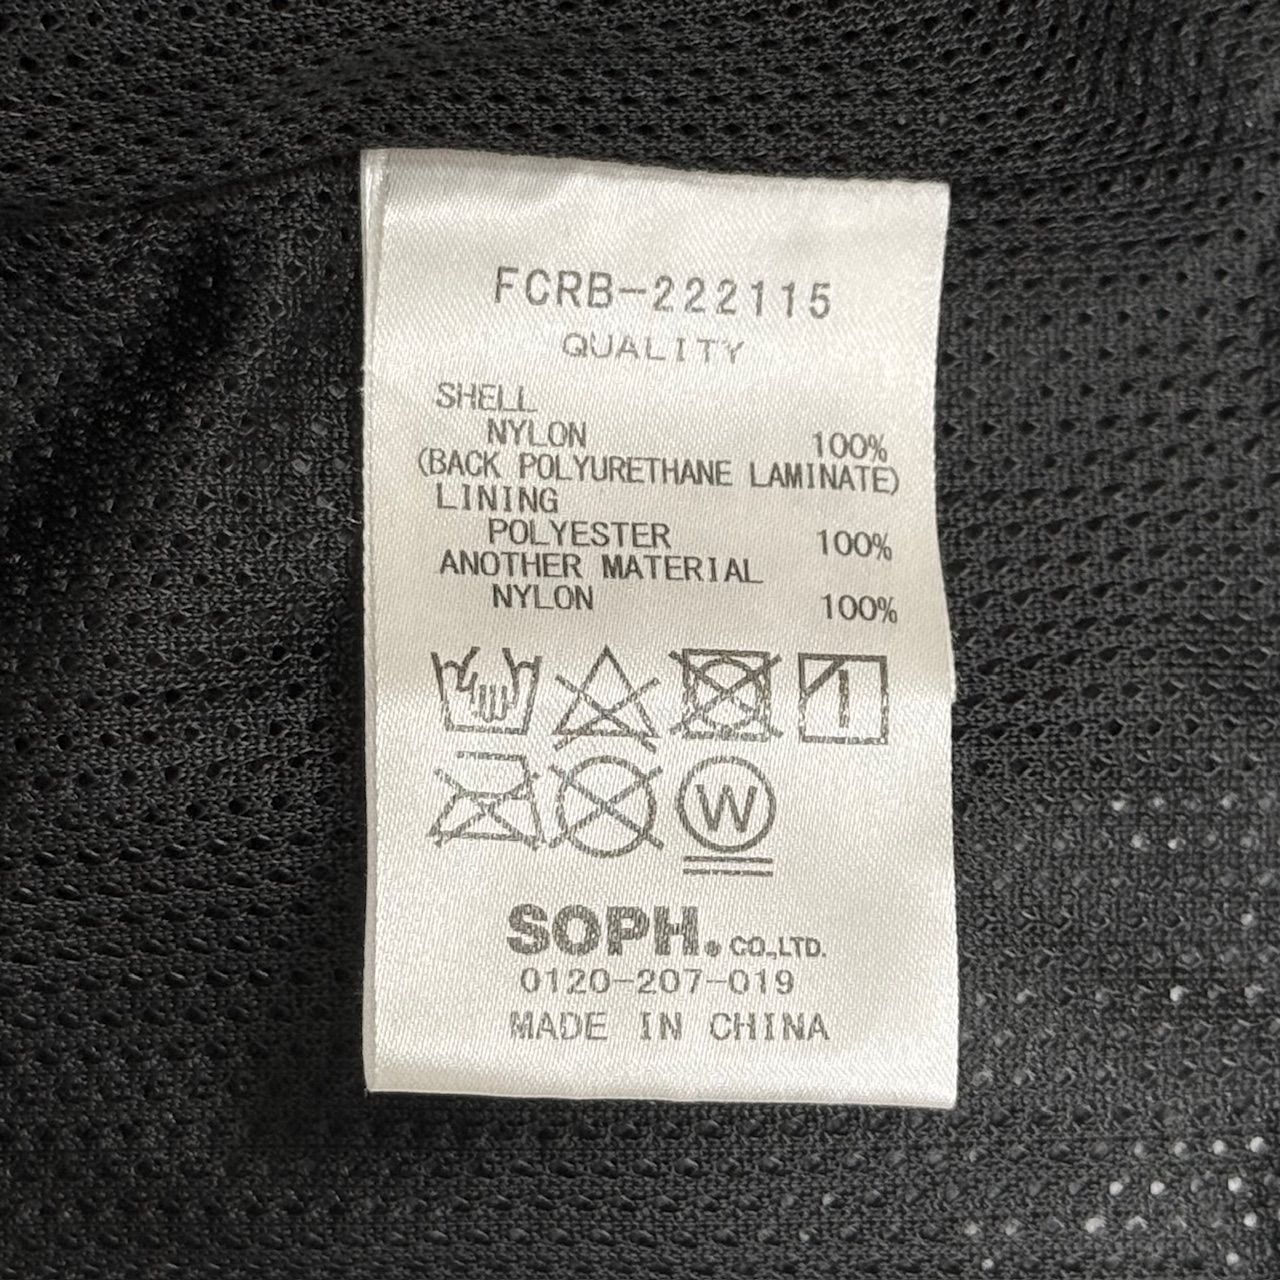 FCRB-222115
QUALITY
SHELL
NYLON 100%
(BACK POLYURETHANE LAMINATE)
LINING
POLYESTER 100%
ANOTHER MATERIAL
NYLON 100%
W
SOPH. CO.,LTD.
0120-207-019
MADE IN CHINA